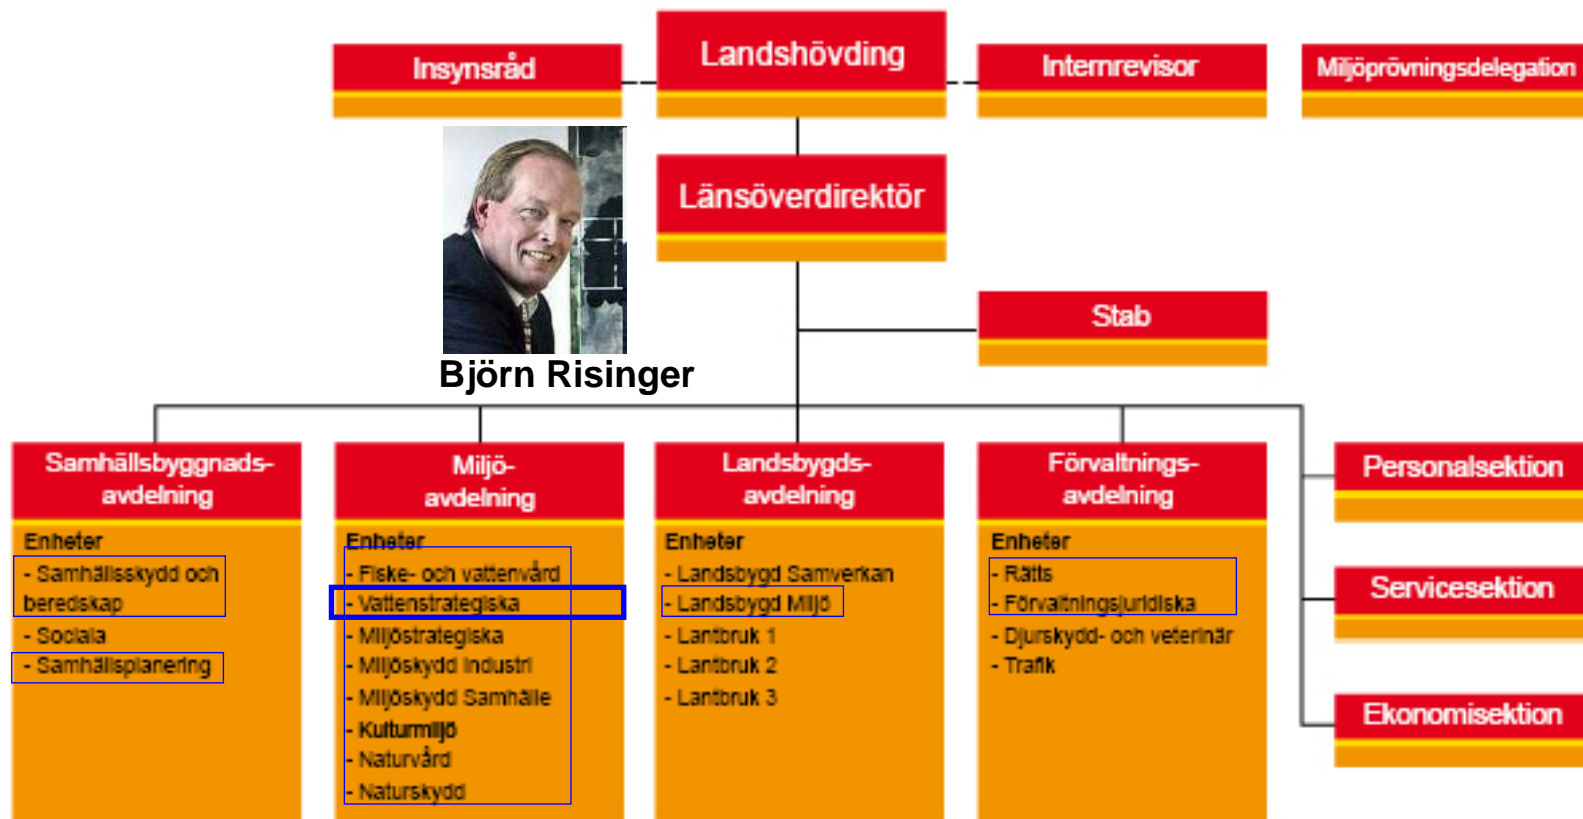 Insynsråd
Landshövding
Internrevisor
Miljöprövningsdelegation
Länsöverdirektör
Stab
Björn Risinger
Samhällsbyggnads-
avdelning
Enheter
- Samhällsskydd och
beredskap
- Sociala
- Samhällsplanering
Miljö-
avdelning
Enheter
- Fiske- och vattenvård
- Vattenstrategiska
- Miljöstrategiska
- Miljöskydd Industri
- Miljöskydd Samhälle
- Kulturmiljö
- Naturvård
- Naturskydd
Landsbygds-
avdelning
Enheter
- Landsbygd Samverkan
- Landsbygd Miljö
- Lantbruk 1
- Lantbruk 2
- Lantbruk 3
Förvaltnings-
avdelning
Enheter
- Rätts
- Förvaltningsjuridiska
- Djurskydd- och veterinär
- Trafik
Personalsektion
Servicesektion
Ekonomisektion